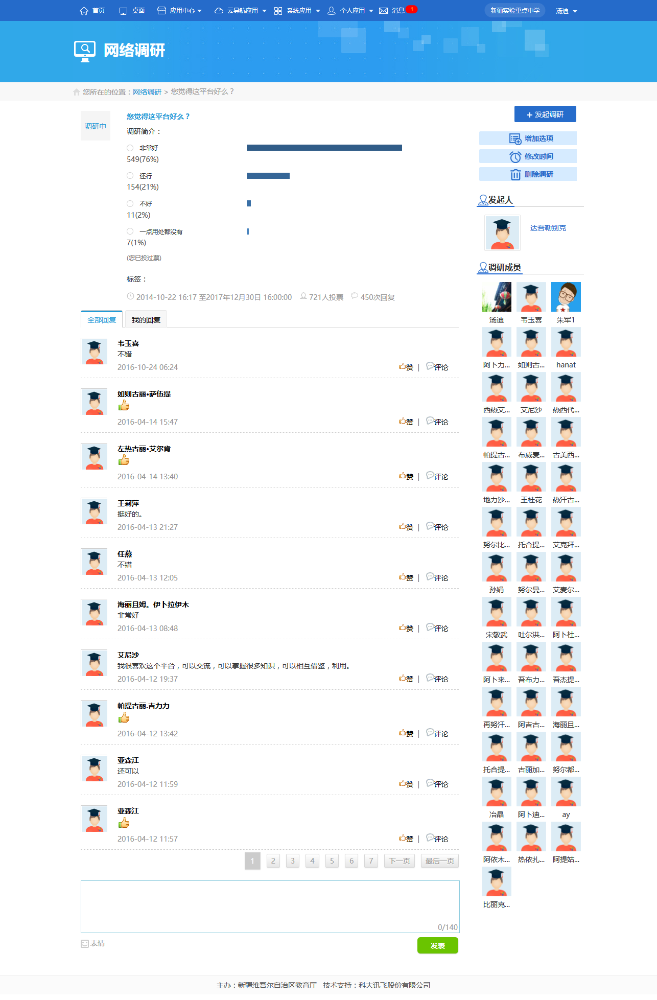 首页 桌面 应用中心 云导航应用 系统应用 个人应用 消息 1 新疆实验重点中学 汤迪
网络调研
您所在的位置：网络调研 > 您觉得这平台好么？
调研中
您觉得这平台好么？
调研简介：
非常好
549(76%)
还行
154(21%)
不好
11(2%)
一点用处都没有
7(1%)
(您已投过票)
标签：
2014-10-22 16:17 至2017年12月30日 16:00:00 721人投票 450次回复
全部回复 我的回复
韦玉喜
不错
2016-10-24 06:24 赞 | 评论
如则古丽•萨伍提
2016-04-14 15:47 赞 | 评论
左热古丽•艾尔肯
2016-04-14 13:40 赞 | 评论
王莉萍
挺好的。
2016-04-13 21:27 赞 | 评论
任燕
不错
2016-04-13 12:05 赞 | 评论
海丽且姆。伊卜拉伊木
非常好
2016-04-13 08:48 赞 | 评论
艾尼沙
我很喜欢这个平台，可以交流，可以掌握很多知识，可以相互借鉴，利用。
2016-04-12 19:37 赞 | 评论
帕提古丽.吉力力
2016-04-12 13:42 赞 | 评论
亚森江
还可以
2016-04-12 11:59 赞 | 评论
亚森江
2016-04-12 11:57 赞 | 评论
1 2 3 4 5 6 7 下一页 最后一页
0/140
表情
发表
+ 发起调研
增加选项
修改时间
删除调研
发起人
达吾勒别克
调研成员
汤迪 韦玉喜 朱军1
阿卜力... 如则古... hanat
西热艾... 艾尼沙 热西代...
帕提古... 布威麦... 古美西...
地力沙... 王桂花 热汗古...
努尔比... 托合提... 艾克拜...
孙娟 努尔曼... 艾麦尔...
宋敬武 吐尔洪... 阿卜杜...
阿卜来... 吾布力... 吾杰提...
再努汗... 阿吉古... 海丽且...
托合提... 古丽加... 努尔都...
冶晶 阿卜迪... ay
阿依木... 热依扎... 阿提姑...
比丽克...
主办：新疆维吾尔自治区教育厅 技术支持：科大讯飞股份有限公司